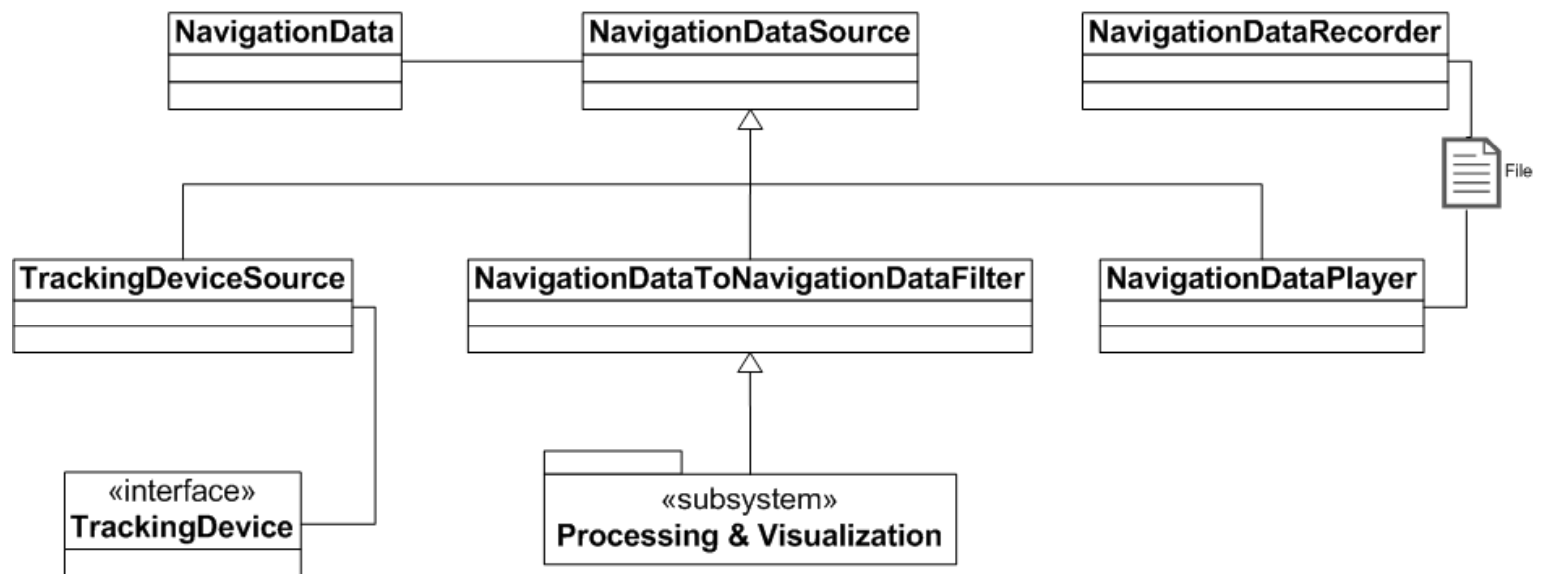 NavigationData
NavigationDataSource
NavigationDataRecorder
File
TrackingDeviceSource
NavigationDataToNavigationDataFilter
NavigationDataPlayer
«interface»
TrackingDevice
«subsystem»
Processing & Visualization